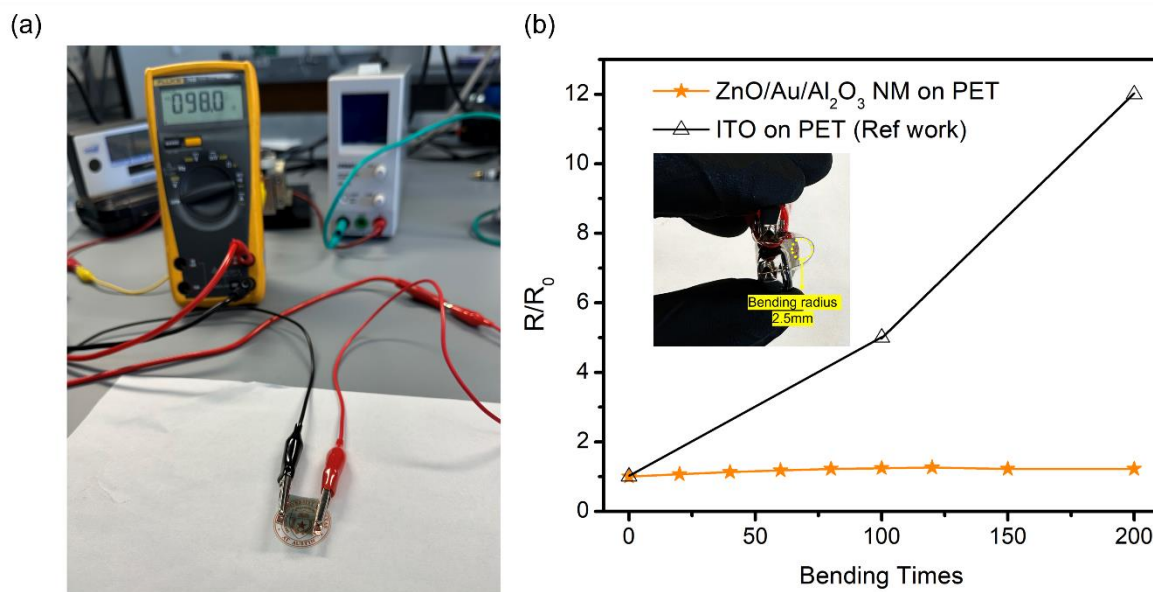 (a)
(b)
FLUKE
098.0
12
10
8
6
4
2
0
R/R₀
ZnO/Au/Al₂O₃ NM on PET
ITO on PET (Ref work)
Bending radius
2.5mm
0
50
100
150
200
Bending Times